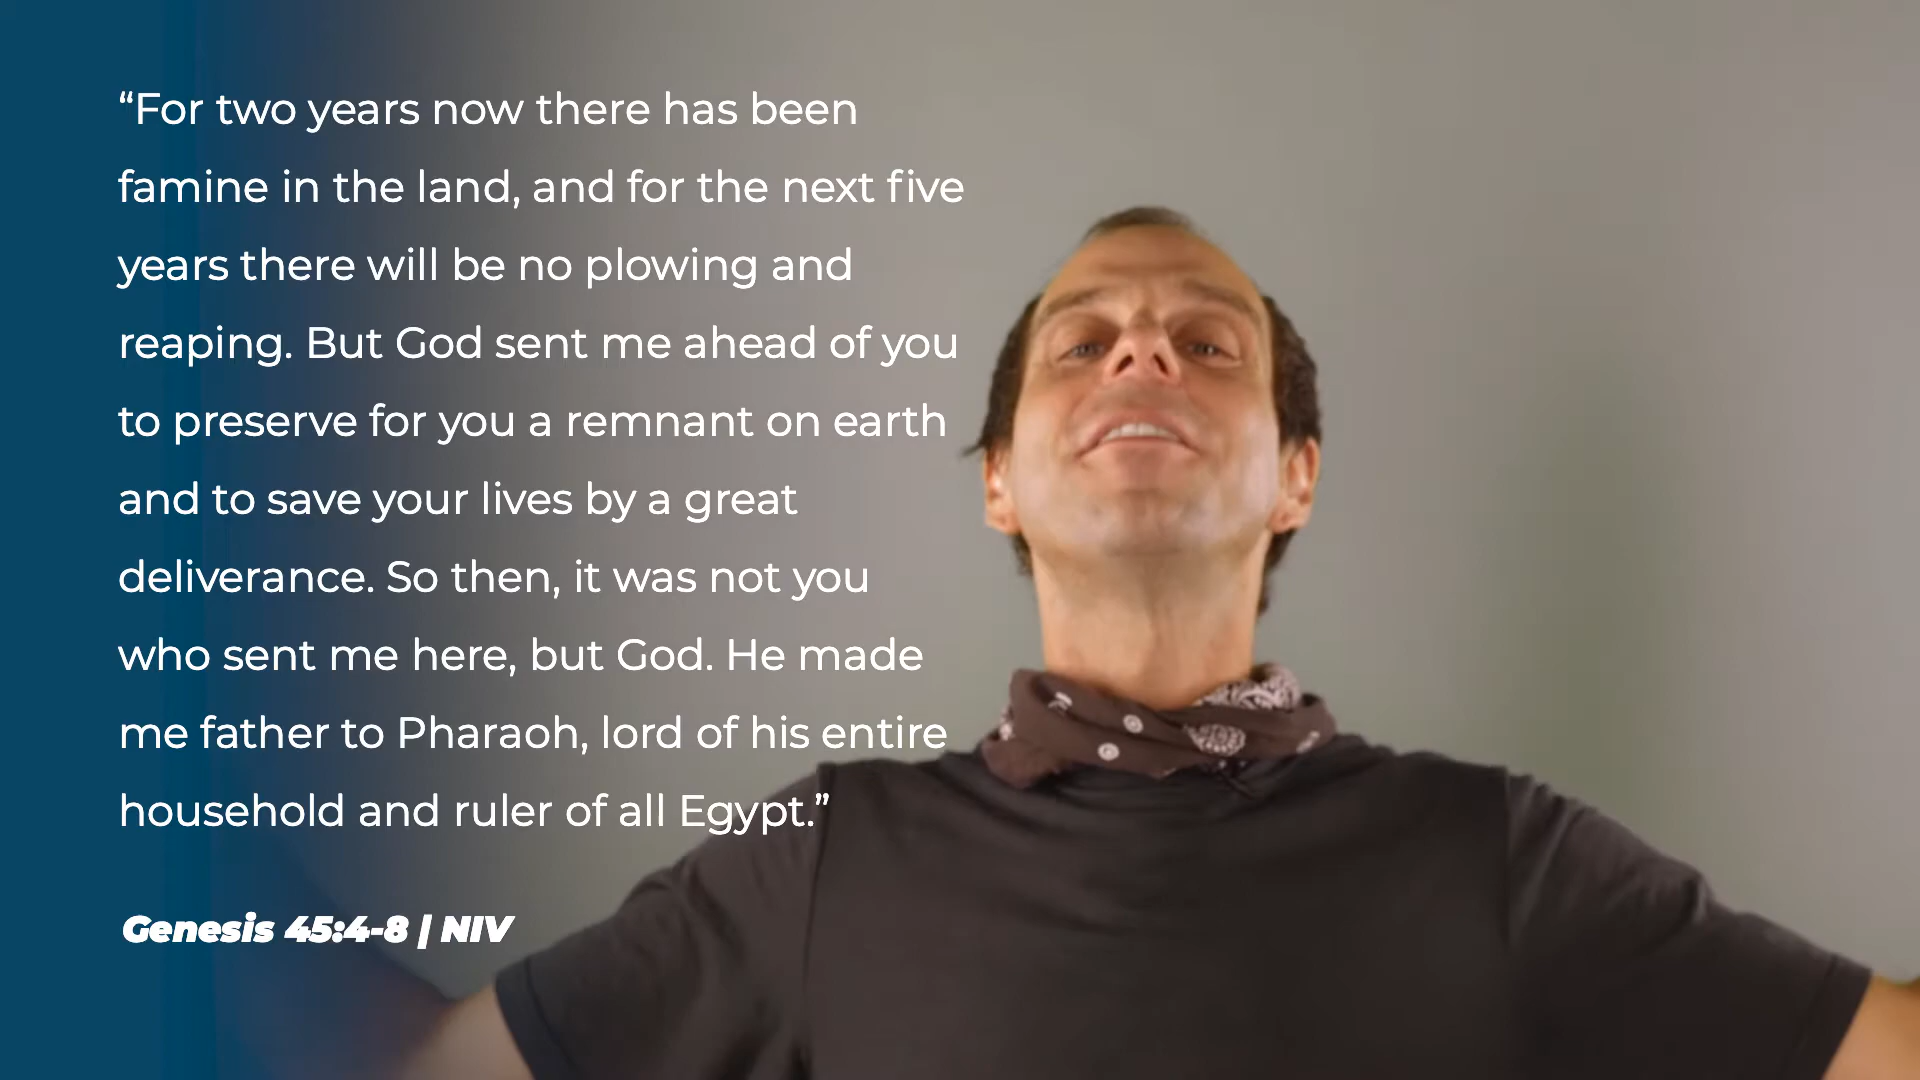 “For two years now there has been
famine in the land, and for the next five
years there will be no plowing and
reaping. But God sent me ahead of you
to preserve for you a remnant on earth
and to save your lives by a great
deliverance. So then, it was not you
who sent me here, but God. He made
me father to Pharaoh, lord of his entire
household and ruler of all Egypt.”
Genesis 45:4-8 | NIV